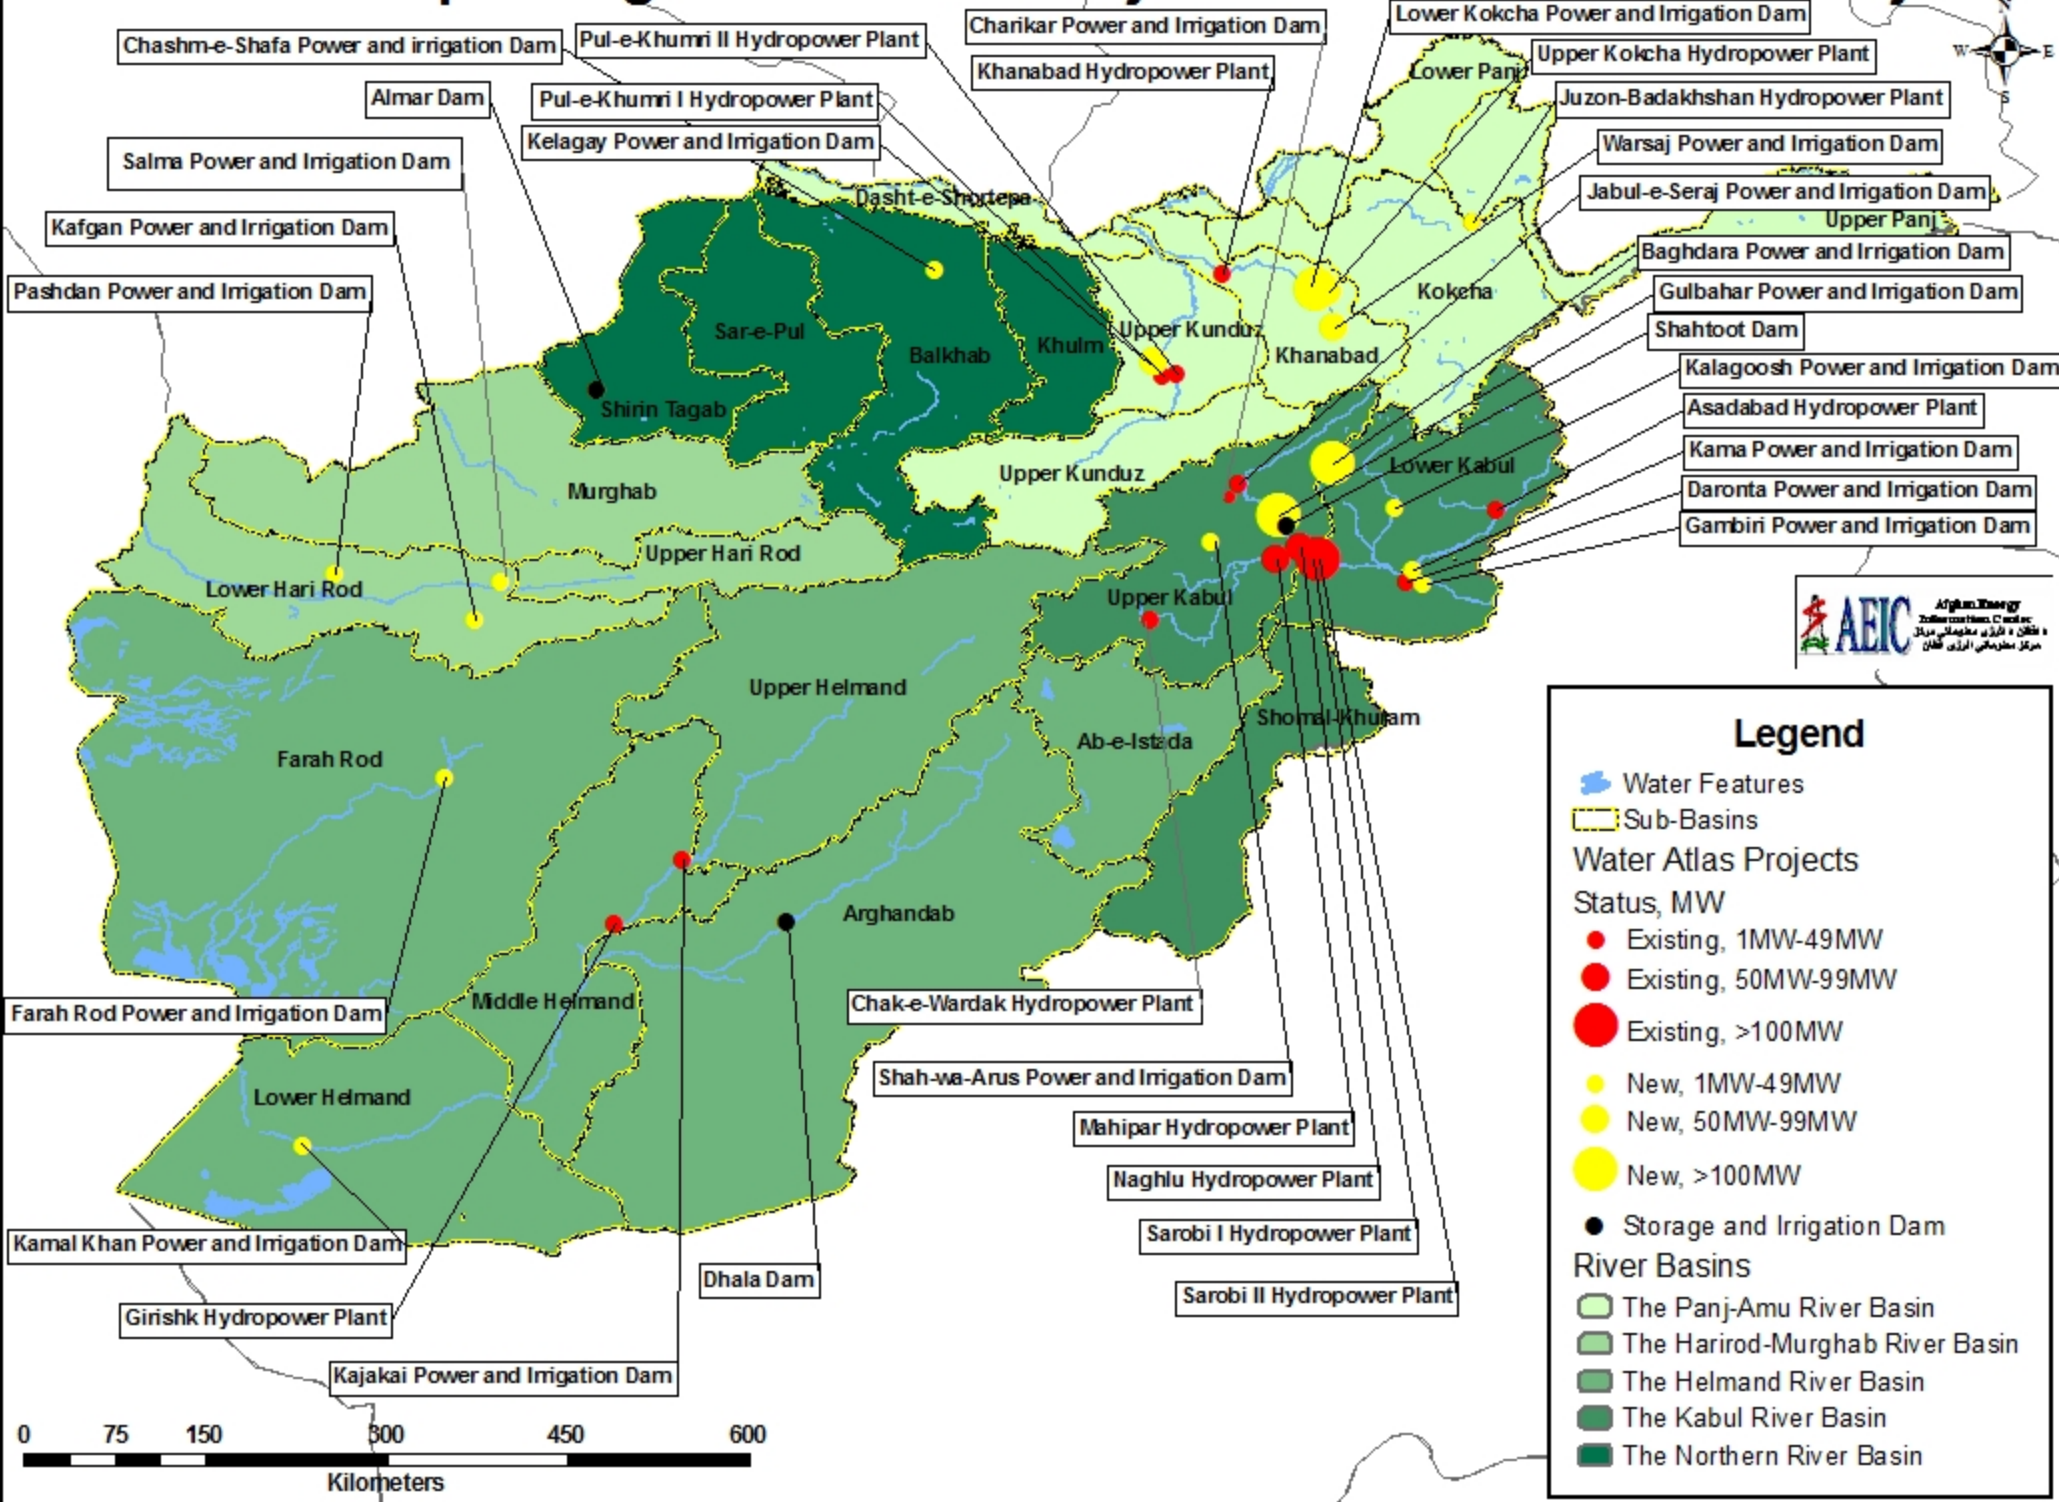 Charikar Power and Irrigation Dam
Lower Kokcha Power and Irrigation Dam
N
W
E
S
Chashm-e-Shafa Power and irrigation Dam
Pul-e-Khumri II Hydropower Plant
Upper Kokcha Hydropower Plant
Khanabad Hydropower Plant
Lower Panj
Almar Dam
Pul-e-Khumri I Hydropower Plant
Juzon-Badakhshan Hydropower Plant
Kelagay Power and Irrigation Dam
Warsaj Power and Irrigation Dam
Salma Power and Irrigation Dam
Dasht-e-Shortepa
Jabul-e-Seraj Power and Irrigation Dam
Upper Panj
Kafgan Power and Irrigation Dam
Baghdara Power and Irrigation Dam
Pashdan Power and Irrigation Dam
Kokcha
Gulbahar Power and Irrigation Dam
Sar-e-Pul
Balkhab
Khulm
Upper Kunduz
Khanabad
Shahtoot Dam
Kalagoosh Power and Irrigation Dam
Shirin Tagab
Asadabad Hydropower Plant
Murghab
Upper Kunduz
Lower Kabul
Kama Power and Irrigation Dam
Daronta Power and Irrigation Dam
Gambiri Power and Irrigation Dam
Upper Hari Rod
Lower Hari Rod
Upper Kabul
AEIC
Afghan Energy
Information Center
Upper Helmand
Shomal-Khuram
Farah Rod
Ab-e-Istada
Arghandab
Middle Helmand
Chak-e-Wardak Hydropower Plant
Farah Rod Power and Irrigation Dam
Shah-wa-Arus Power and Irrigation Dam
Lower Helmand
Mahipar Hydropower Plant
Naghlu Hydropower Plant
Sarobi I Hydropower Plant
Kamal Khan Power and Irrigation Dam
Dhala Dam
Sarobi II Hydropower Plant
Girishk Hydropower Plant
Kajakai Power and Irrigation Dam
0 75 150 300 450 600
Kilometers
Legend
Water Features
Sub-Basins
Water Atlas Projects
Status, MW
Existing, 1MW-49MW
Existing, 50MW-99MW
Existing, >100MW
New, 1MW-49MW
New, 50MW-99MW
New, >100MW
Storage and Irrigation Dam
River Basins
The Panj-Amu River Basin
The Harirod-Murghab River Basin
The Helmand River Basin
The Kabul River Basin
The Northern River Basin